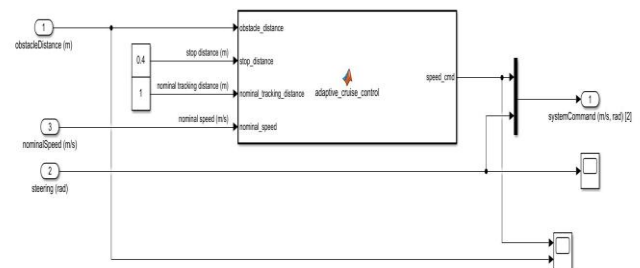 1
obstacleDistance (m)
0.4
1
stop distance (m)
nominal tracking distance (m)
nominal speed (m/s)
obstacle_distance
stop_distance
nominal_tracking_distance
nominal_speed
adaptive_cruise_control
speed_cmd
1
systemCommand (m/s, rad) [2]
3
nominalSpeed (m/s)
2
steering (rad)